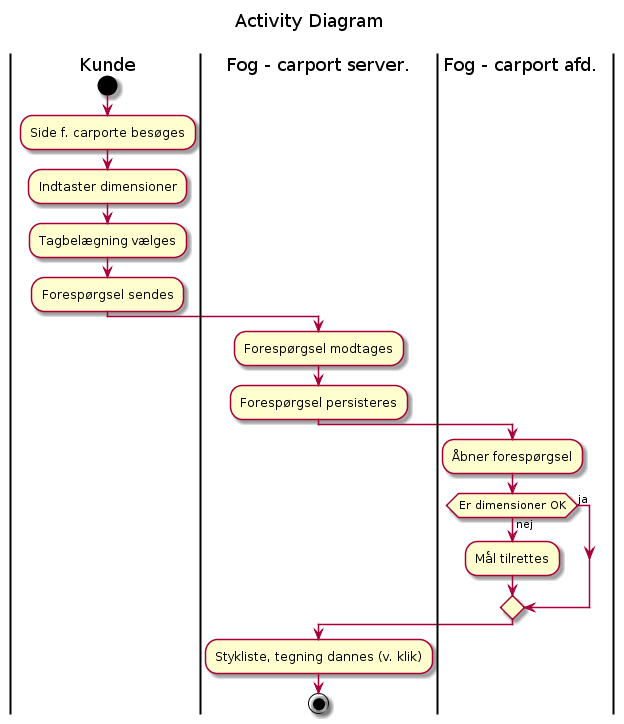 Activity Diagram
Kunde
Fog - carport server.
Fog - carport afd.
Side f. carporte besøges
Indtaster dimensioner
Tagbelægning vælges
Forespørgsel sendes
Forespørgsel modtages
Forespørgsel persisteres
Åbner forespørgsel
Er dimensioner OK
ja
nej
Mål tilrettes
Stykliste, tegning dannes (v. klik)